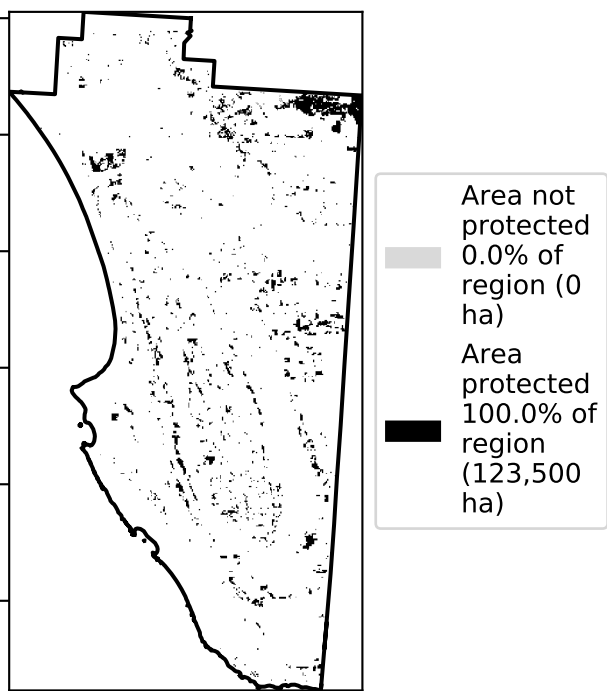 Area not
protected
0.0% of
region (0
ha)
Area
protected
100.0% of
region
(123,500
ha)